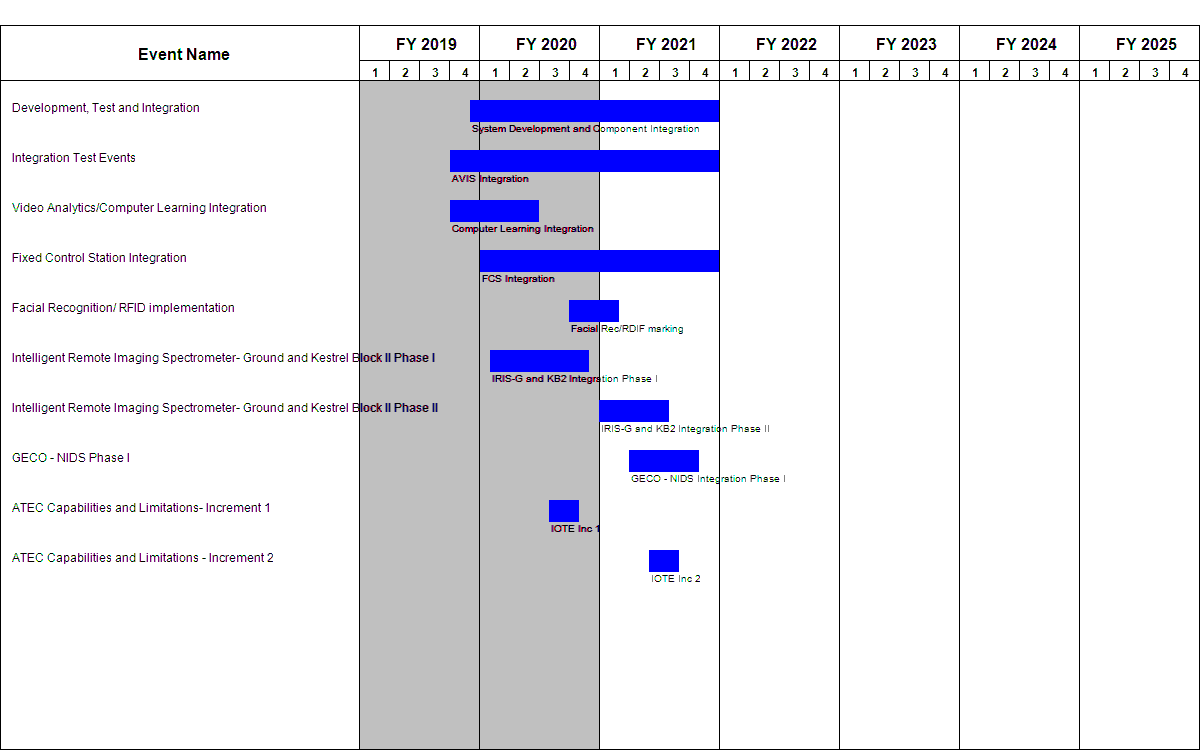 Event Name
FY 2019 FY 2020 FY 2021 FY 2022 FY 2023 FY 2024 FY 2025
1 2 3 4 1 2 3 4 1 2 3 4 1 2 3 4 1 2 3 4 1 2 3 4 1 2 3 4
Development, Test and Integration
System Development and Component Integration
Integration Test Events
AVIS Integration
Video Analytics/Computer Learning Integration
Computer Learning Integration
Fixed Control Station Integration
FCS Integration
Facial Recognition/ RFID implementation
Facial Rec/RDIF marking
Intelligent Remote Imaging Spectrometer- Ground and Kestrel Block II Phase I
IRIS-G and KB2 Integration Phase I
Intelligent Remote Imaging Spectrometer- Ground and Kestrel Block II Phase II
IRIS-G and KB2 Integration Phase II
GECO - NIDS Phase I
GECO - NIDS Integration Phase I
ATEC Capabilities and Limitations- Increment 1
IOTE Inc 1
ATEC Capabilities and Limitations - Increment 2
IOTE Inc 2